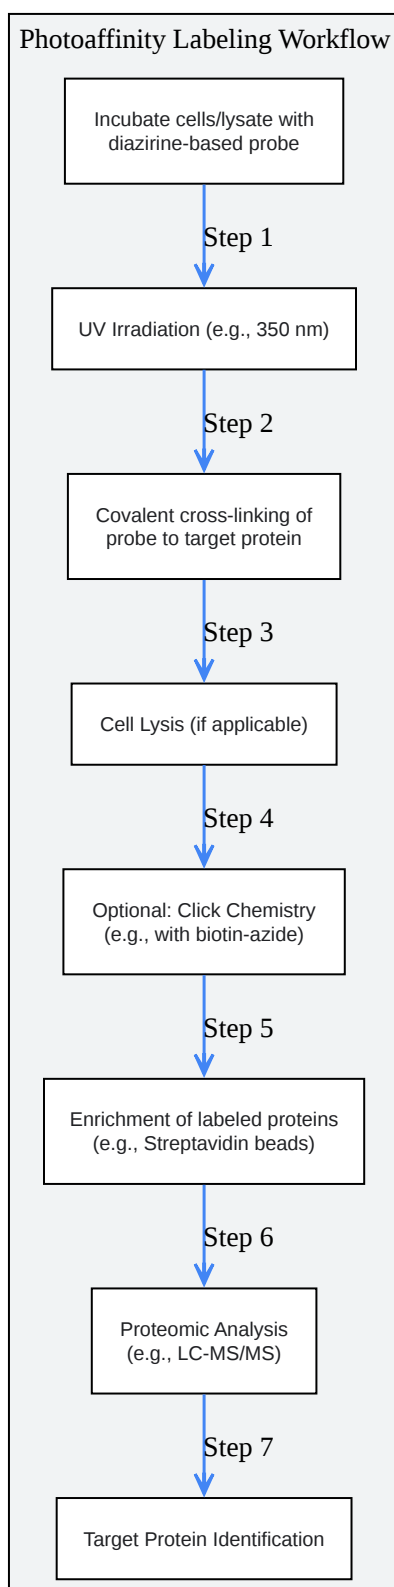 Photoaffinity Labeling Workflow
Incubate cells/lysate with
diazirine-based probe
Step 1
UV Irradiation (e.g., 350 nm)
Step 2
Covalent cross-linking of
probe to target protein
Step 3
Cell Lysis (if applicable)
Step 4
Optional: Click Chemistry
(e.g., with biotin-azide)
Step 5
Enrichment of labeled proteins
(e.g., Streptavidin beads)
Step 6
Proteomic Analysis
(e.g., LC-MS/MS)
Step 7
Target Protein Identification